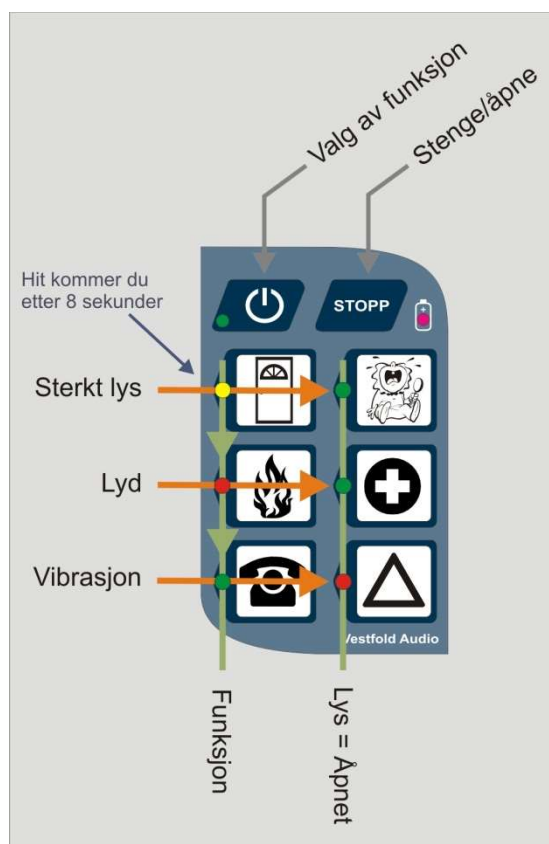 Valg av funksjon
Stenge/åpne
Hit kommer du
etter 8 sekunder
STOPP
Sterkt lys
Lyd
Vibrasjon
Vestfold Audio
Funksjon
Lys = Åpnet